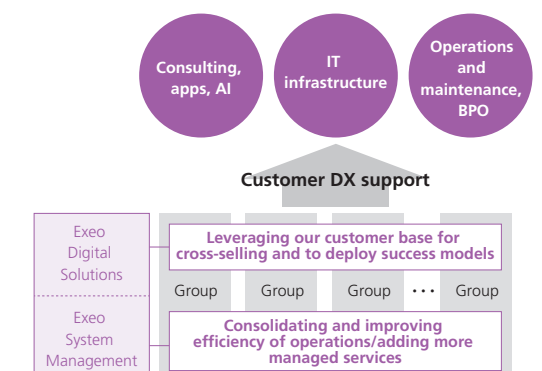 Consulting,
apps, AI
IT
infrastructure
Operations
and
maintenance,
BPO
Customer DX support
Exeo
Digital
Solutions
Leveraging our customer base for
cross-selling and to deploy success models
Group Group Group ··· Group
Exeo
System
Management
Consolidating and improving
efficiency of operations/adding more
managed services